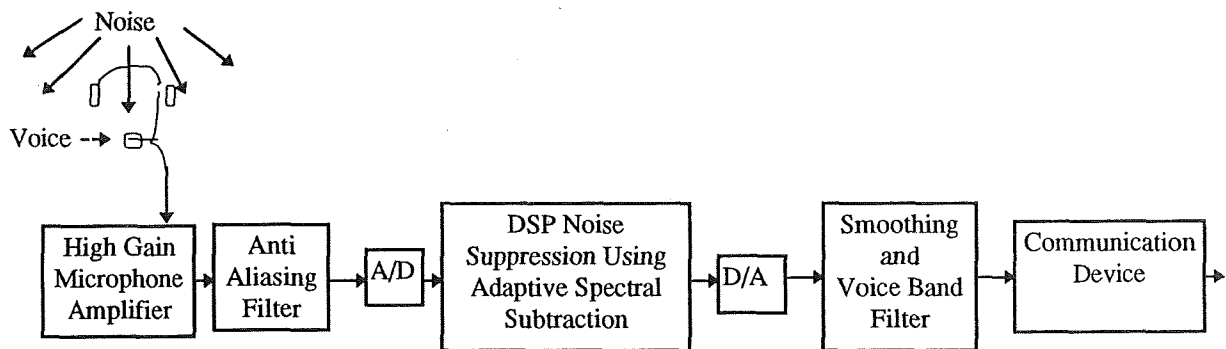 Noise
Voice
High Gain
Microphone
Amplifier
Anti
Aliasing
Filter
A/D
DSP Noise
Suppression Using
Adaptive Spectral
Subtraction
D/A
Smoothing
and
Voice Band
Filter
Communication
Device